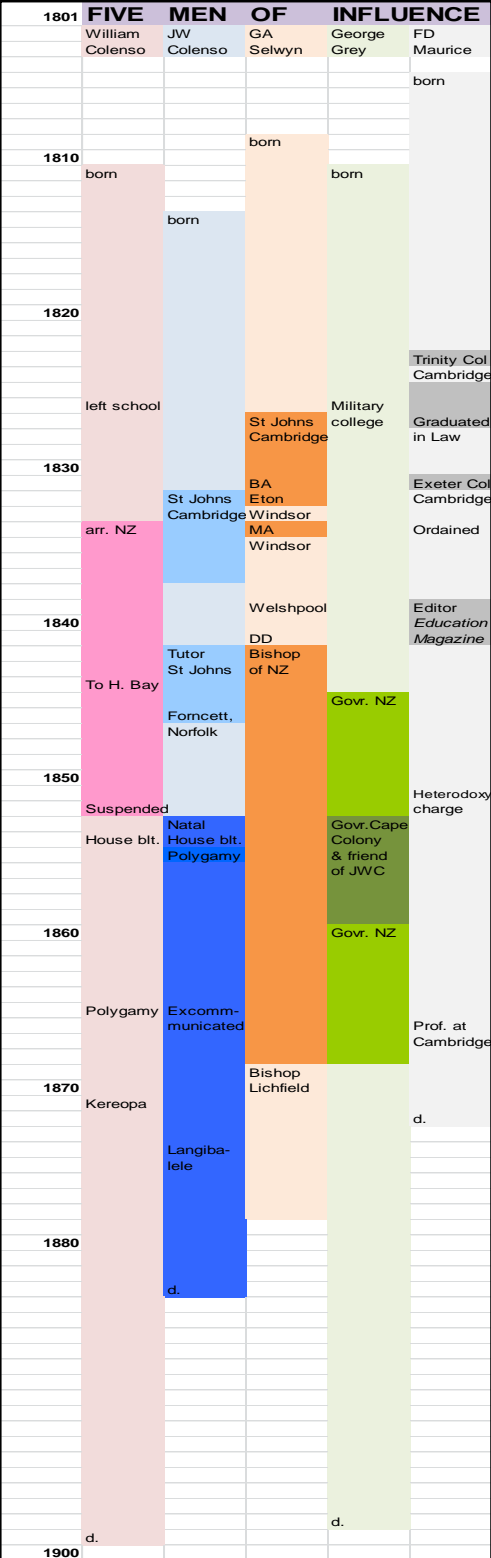 1801 FIVE MEN OF INFLUENCE
William JW GA George FD
Colenso Colenso Selwyn Grey Maurice
born
born
1810
born born
born
1820
Trinity Col
Cambridge
left school Military
St Johns college Graduated
Cambridge in Law
1830
BA Exeter Col
St Johns Eton Cambridge
Cambridge Windsor
arr. NZ MA Ordained
Windsor
Welshpool Editor
1840 Education
DD Magazine
Tutor Bishop
St Johns of NZ
To H. Bay
Govr. NZ
Forncett,
Norfolk
1850
Heterodoxy
Suspended charge
Natal Govr.Cape
House blt. House blt. Colony
Polygamy & friend
of JWC
1860 Govr. NZ
Polygamy Excomm-
municated Prof. at
Cambridge
Bishop
1870 Lichfield
Kereopa
d.
Langiba-
lele
1880
d.
d.
d.
1900